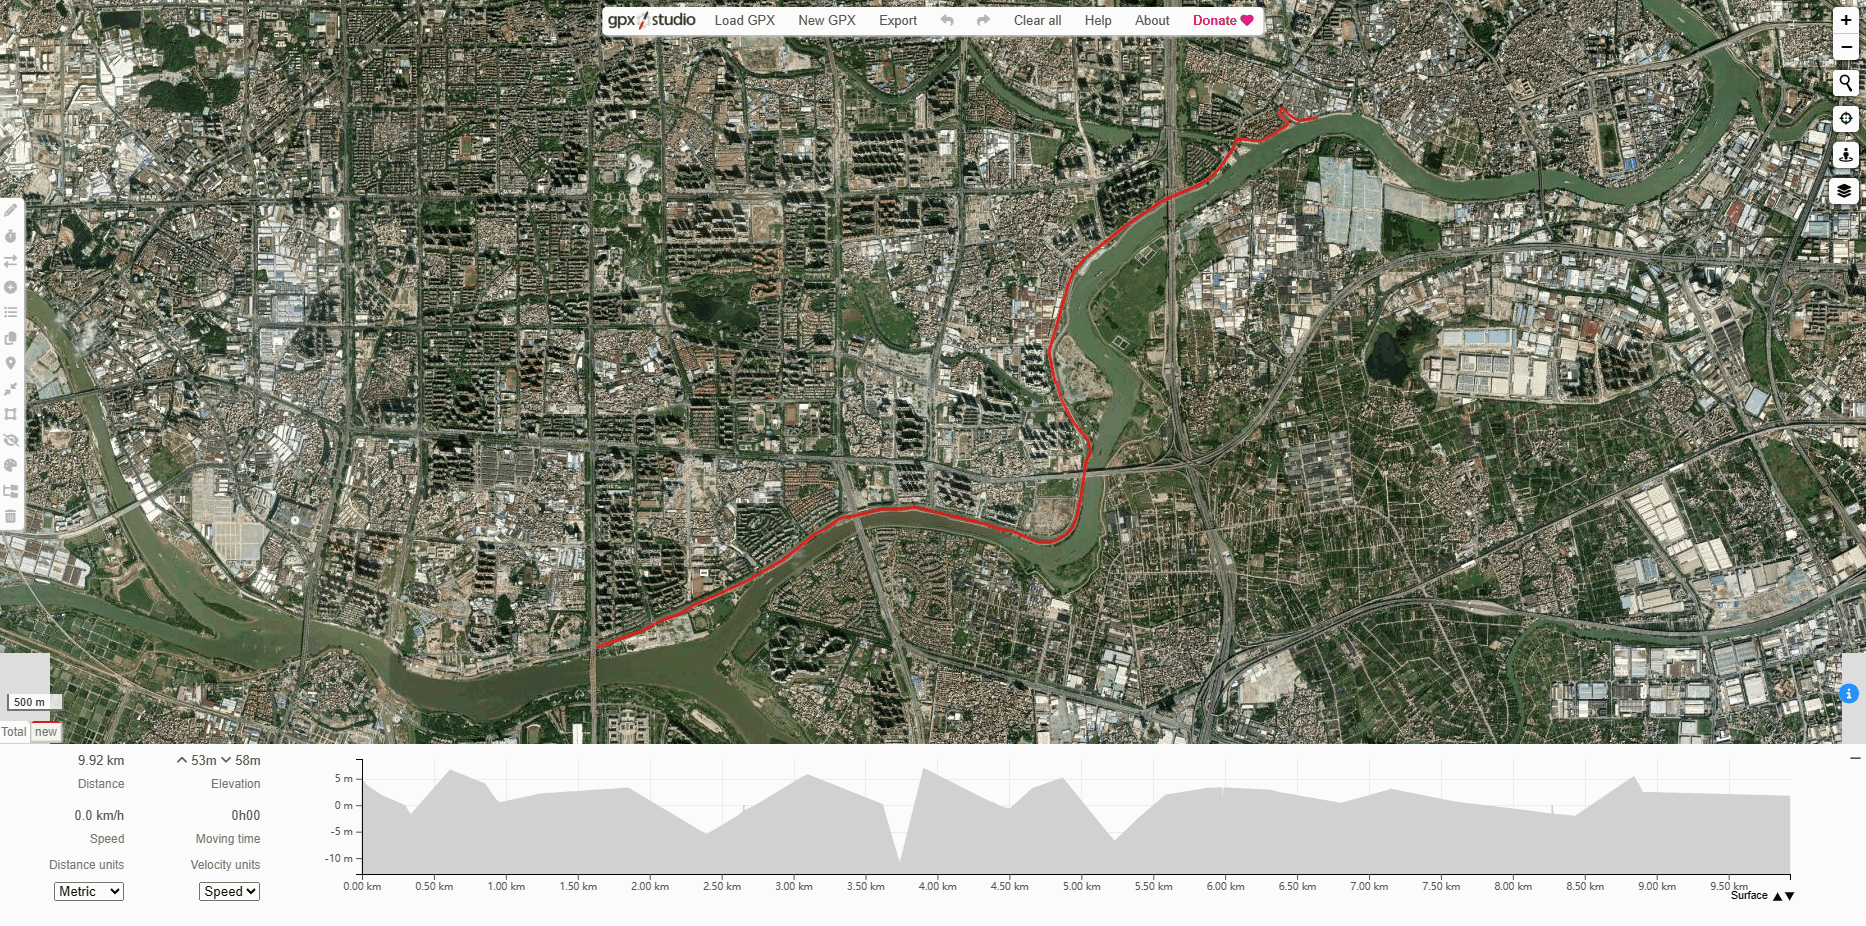 gpx studio Load GPX New GPX Export Clear all Help About Donate
+
−
500 m
i
Total new
9.92 km 53m 58m
Distance Elevation
0.0 km/h 0h00
Speed Moving time
Distance units Velocity units
Metric Speed
5 m
0 m
-5 m
-10 m
0.00 km 0.50 km 1.00 km 1.50 km 2.00 km 2.50 km 3.00 km 3.50 km 4.00 km 4.50 km 5.00 km 5.50 km 6.00 km 6.50 km 7.00 km 7.50 km 8.00 km 8.50 km 9.00 km 9.50 km
Surface